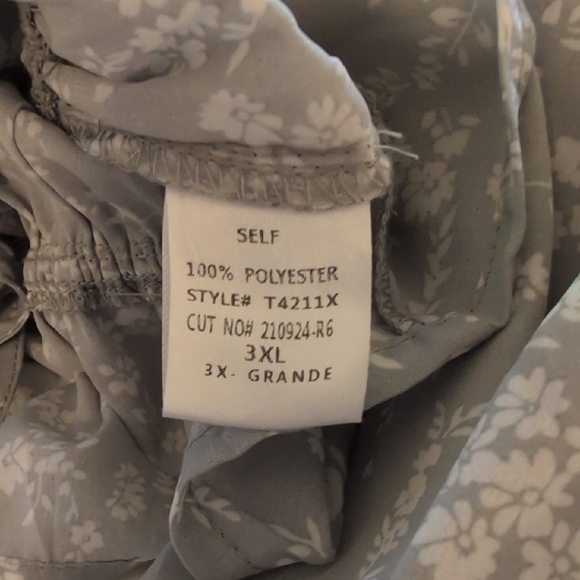 SELF
100% POLYESTER
STYLE# T4211X
CUT NO# 210924-R6
3XL
3X- GRANDE